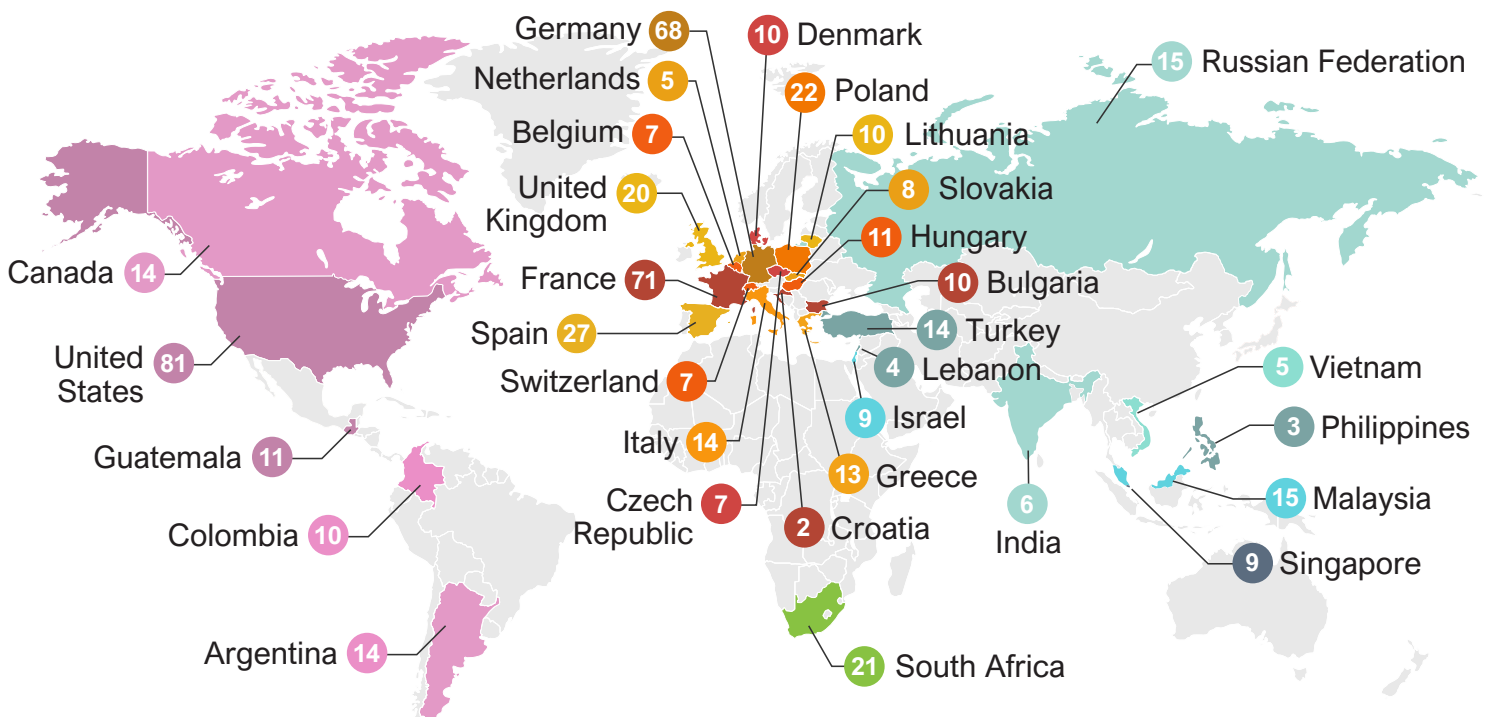 Germany 68
10 Denmark
Netherlands 5
22 Poland
15 Russian Federation
Belgium 7
10 Lithuania
United
Kingdom 20
8 Slovakia
11 Hungary
Canada 14
France 71
10 Bulgaria
Spain 27
14 Turkey
United
States 81
Switzerland 7
4 Lebanon
5 Vietnam
9 Israel
Guatemala 11
Italy 14
3 Philippines
13 Greece
Czech
Republic 7
15 Malaysia
Colombia 10
2 Croatia
6
India
9 Singapore
Argentina 14
21 South Africa